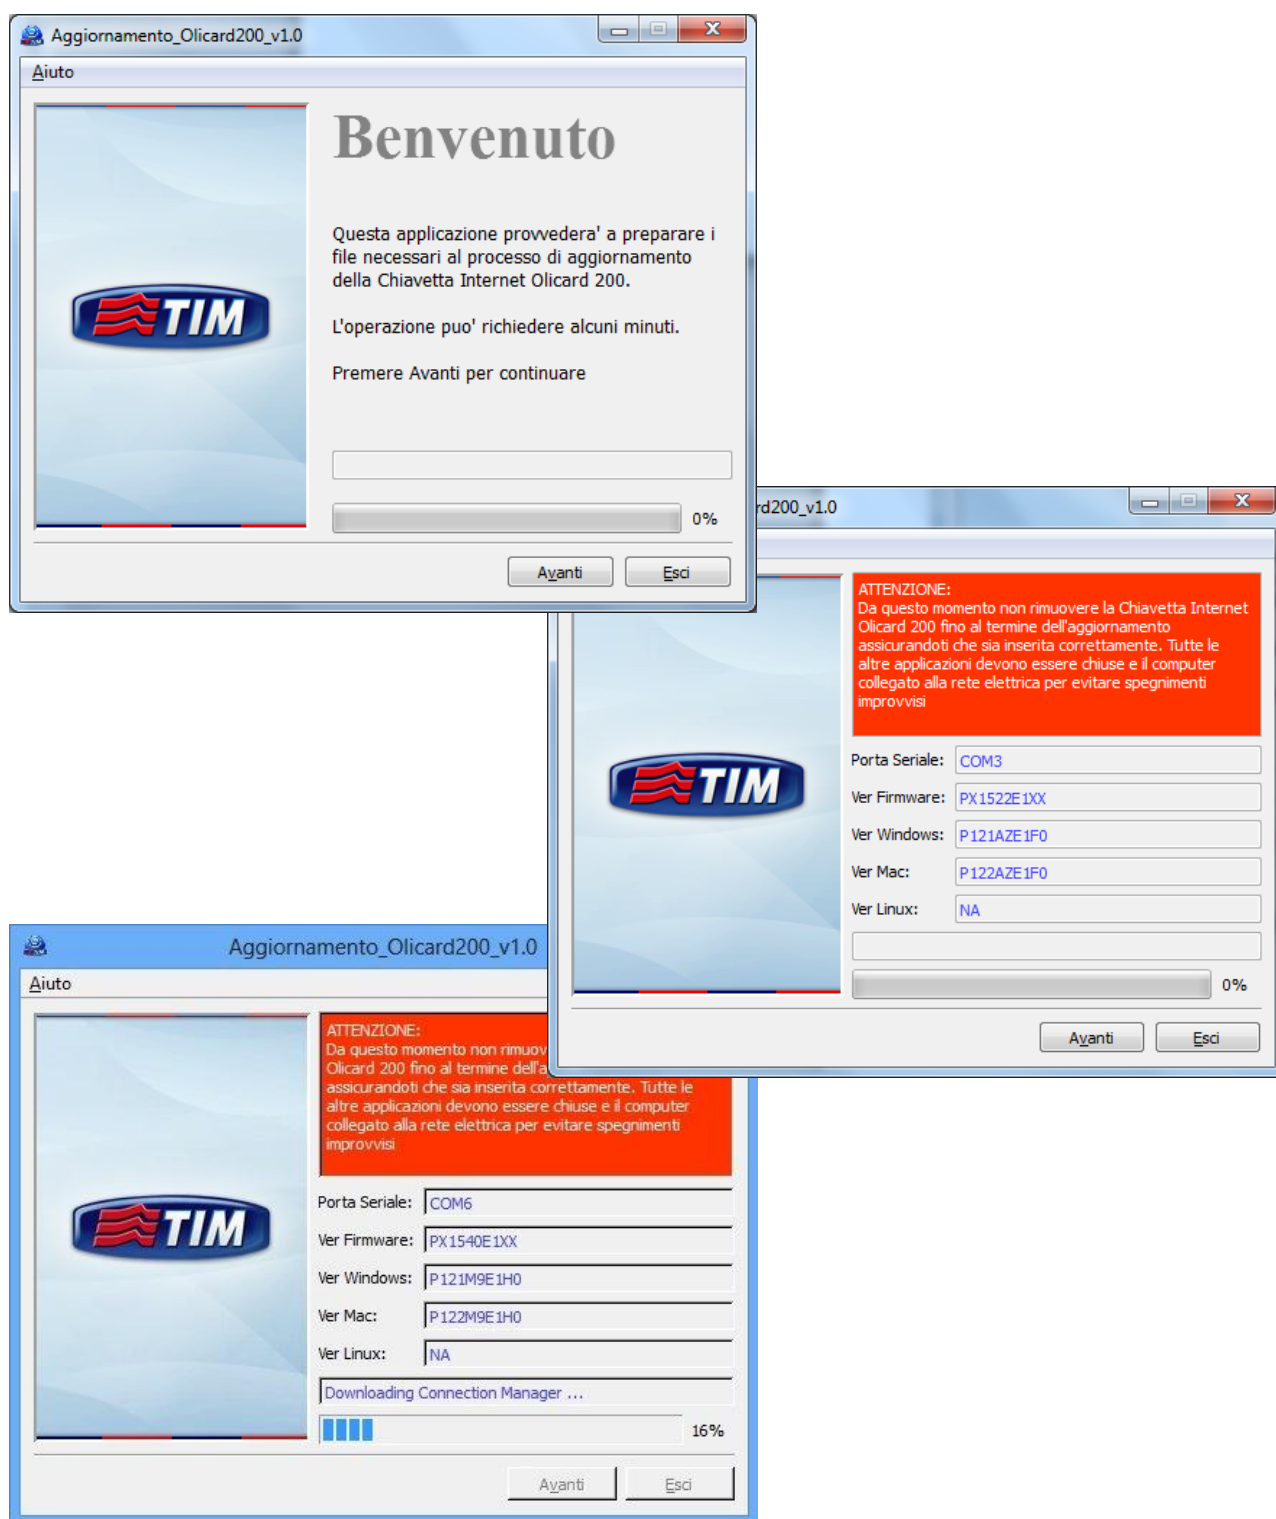 Aggiornamento_Olicard200_v1.0
Aiuto
Benvenuto
Questa applicazione provvedera' a preparare i
file necessari al processo di aggiornamento
della Chiavetta Internet Olicard 200.
L'operazione puo' richiedere alcuni minuti.
Premere Avanti per continuare
TIM
0%
Avanti
Esci
rd200_v1.0
ATTENZIONE:
Da questo momento non rimuovere la Chiavetta Internet
Olicard 200 fino al termine dell'aggiornamento
assicurandoti che sia inserita correttamente. Tutte le
altre applicazioni devono essere chiuse e il computer
collegato alla rete elettrica per evitare spegnimenti
improvvisi
TIM
Porta Seriale: COM3
Ver Firmware: PX1522E1XX
Ver Windows: P121AZE1F0
Ver Mac: P122AZE1F0
Ver Linux: NA
0%
Avanti
Esci
Aggiornamento_Olicard200_v1.0
Aiuto
ATTENZIONE:
Da questo momento non rimuov
Olicard 200 fino al termine dell'a
assicurandoti che sia inserita correttamente. Tutte le
altre applicazioni devono essere chiuse e il computer
collegato alla rete elettrica per evitare spegnimenti
improvvisi
TIM
Porta Seriale: COM6
Ver Firmware: PX1540E1XX
Ver Windows: P121M9E1H0
Ver Mac: P122M9E1H0
Ver Linux: NA
Downloading Connection Manager ...
16%
Avanti
Esci